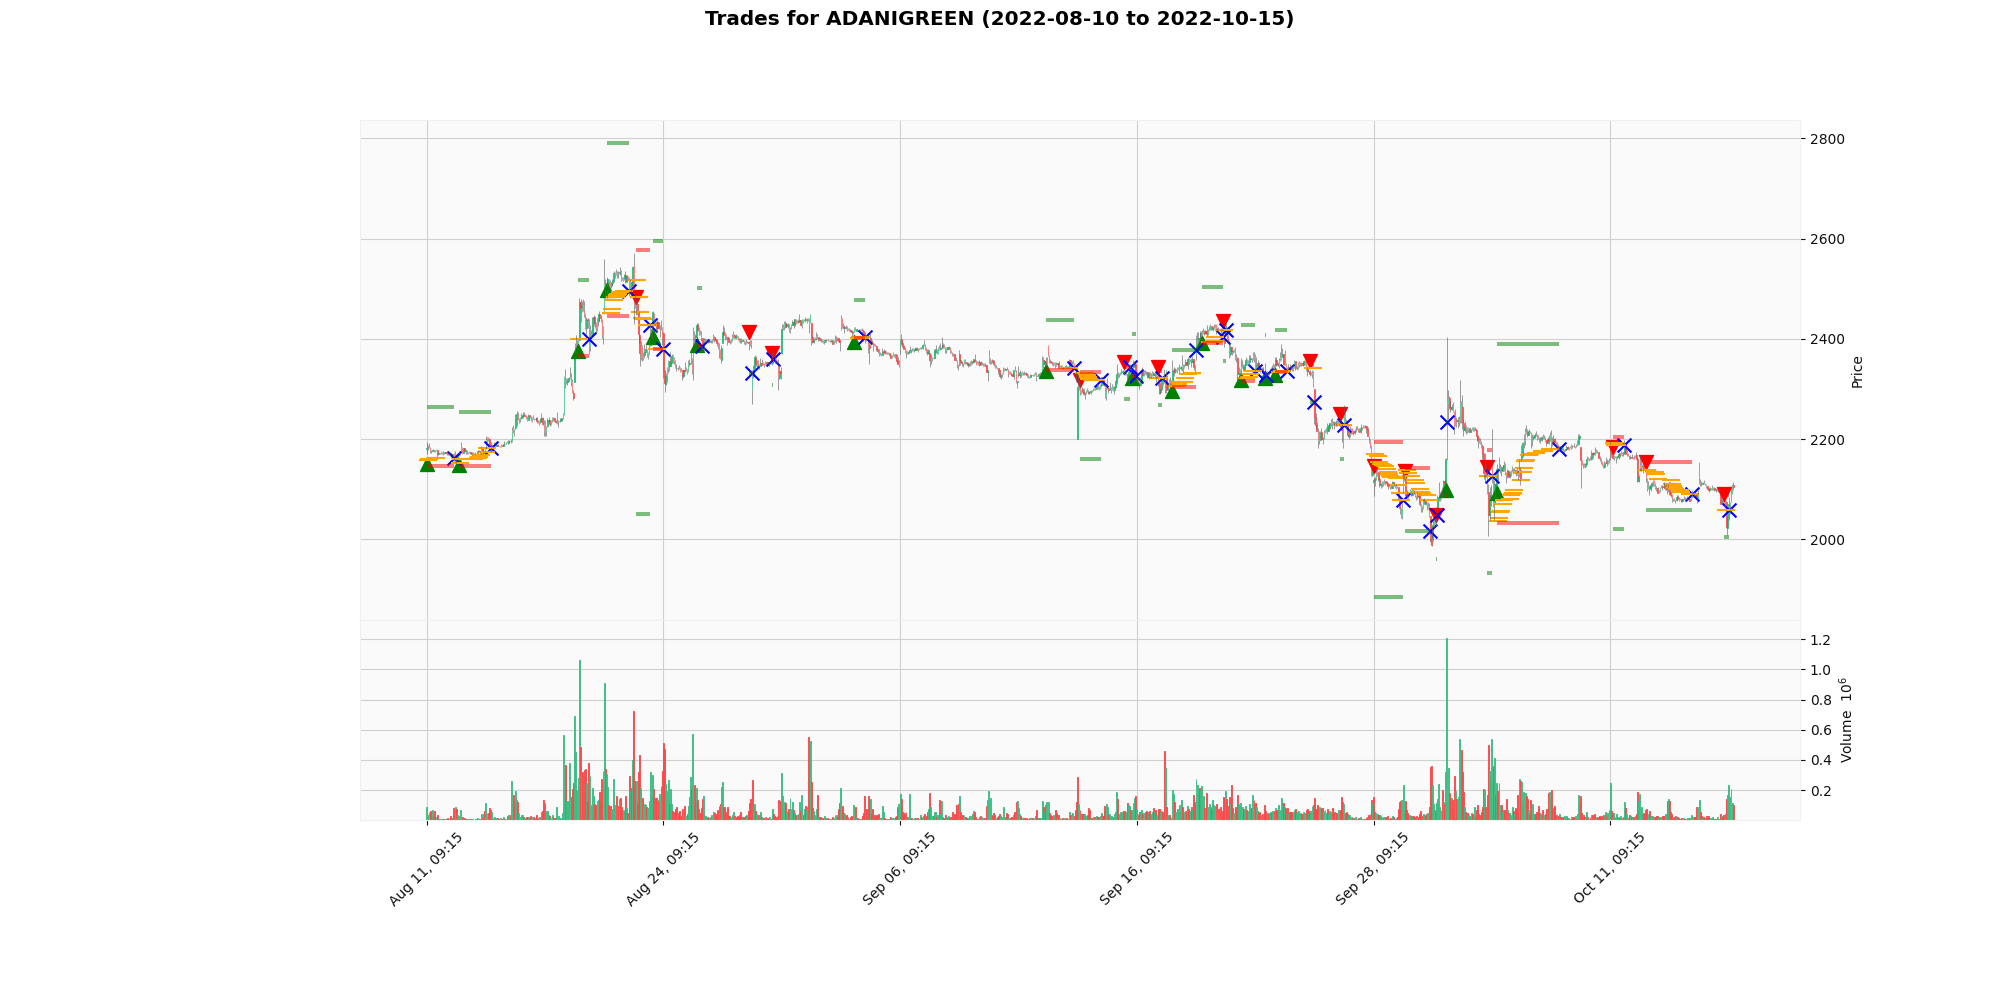 Trades for ADANIGREEN (2022-08-10 to 2022-10-15)
2800
2600
2400
2200
2000
Price
1.2
1.0
0.8
0.6
0.4
0.2
Volume 10⁶
Aug 11, 09:15
Aug 24, 09:15
Sep 06, 09:15
Sep 16, 09:15
Sep 28, 09:15
Oct 11, 09:15